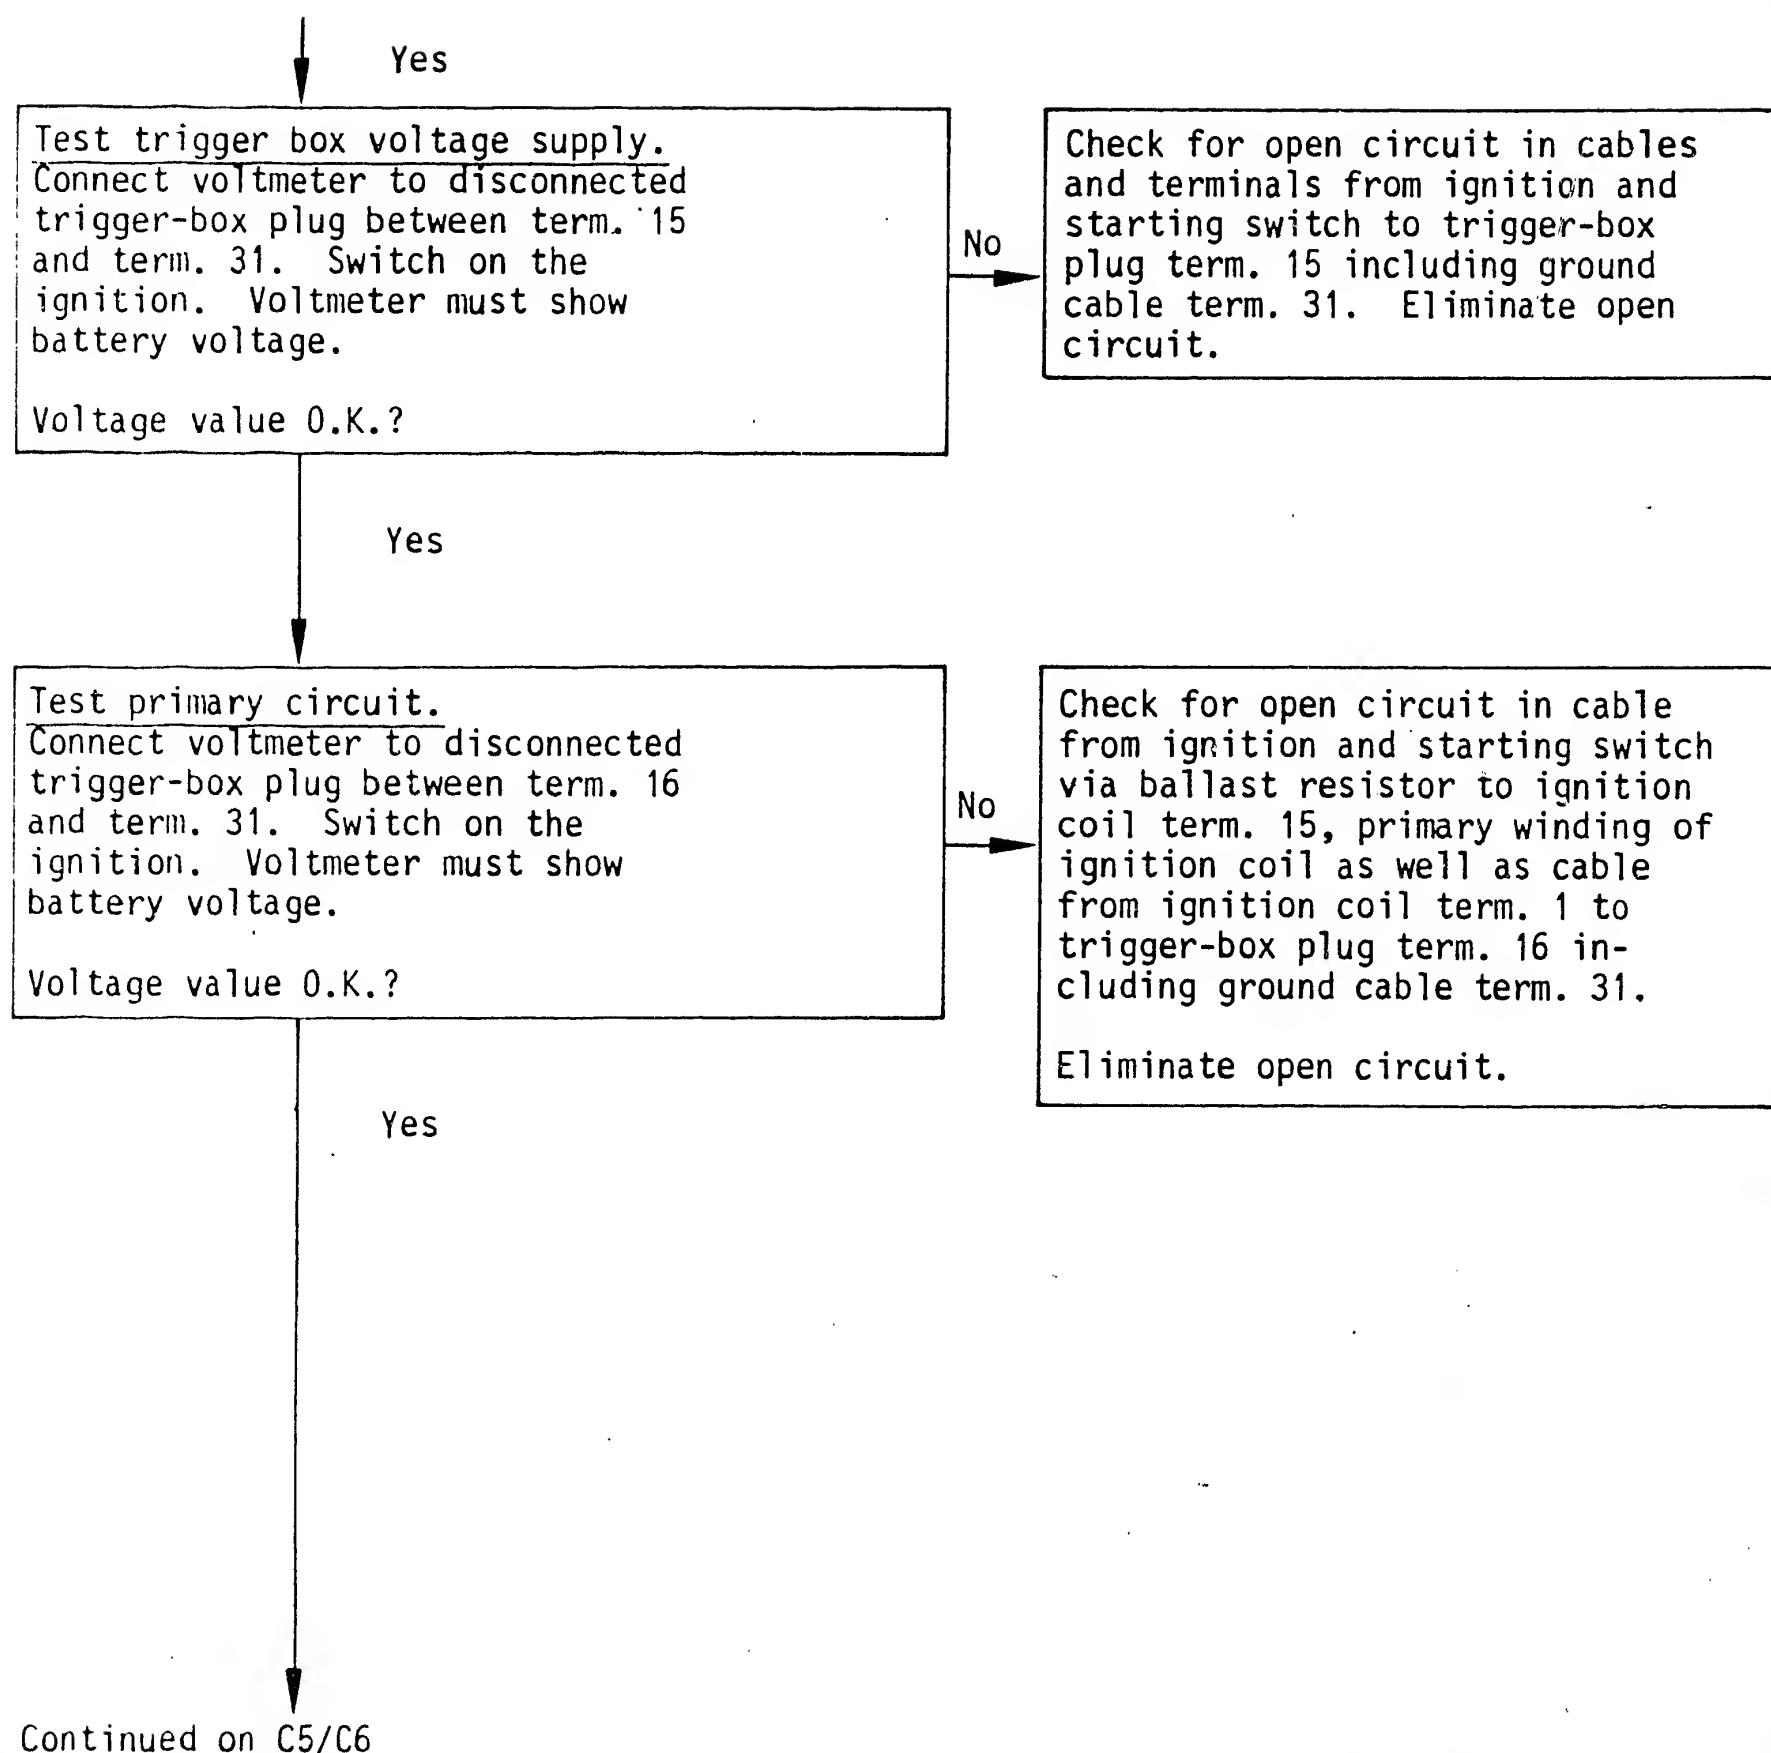 Yes
Test trigger box voltage supply.
Connect voltmeter to disconnected
trigger-box plug between term. 15
and term. 31. Switch on the
ignition. Voltmeter must show
battery voltage.
Voltage value O.K.?
No
Check for open circuit in cables
and terminals from ignition and
starting switch to trigger-box
plug term. 15 including ground
cable term. 31. Eliminate open
circuit.
Yes
Test primary circuit.
Connect voltmeter to disconnected
trigger-box plug between term. 16
and term. 31. Switch on the
ignition. Voltmeter must show
battery voltage.
Voltage value O.K.?
No
Check for open circuit in cable
from ignition and starting switch
via ballast resistor to ignition
coil term. 15, primary winding of
ignition coil as well as cable
from ignition coil term. 1 to
trigger-box plug term. 16 in-
cluding ground cable term. 31.
Eliminate open circuit.
Yes
Continued on C5/C6